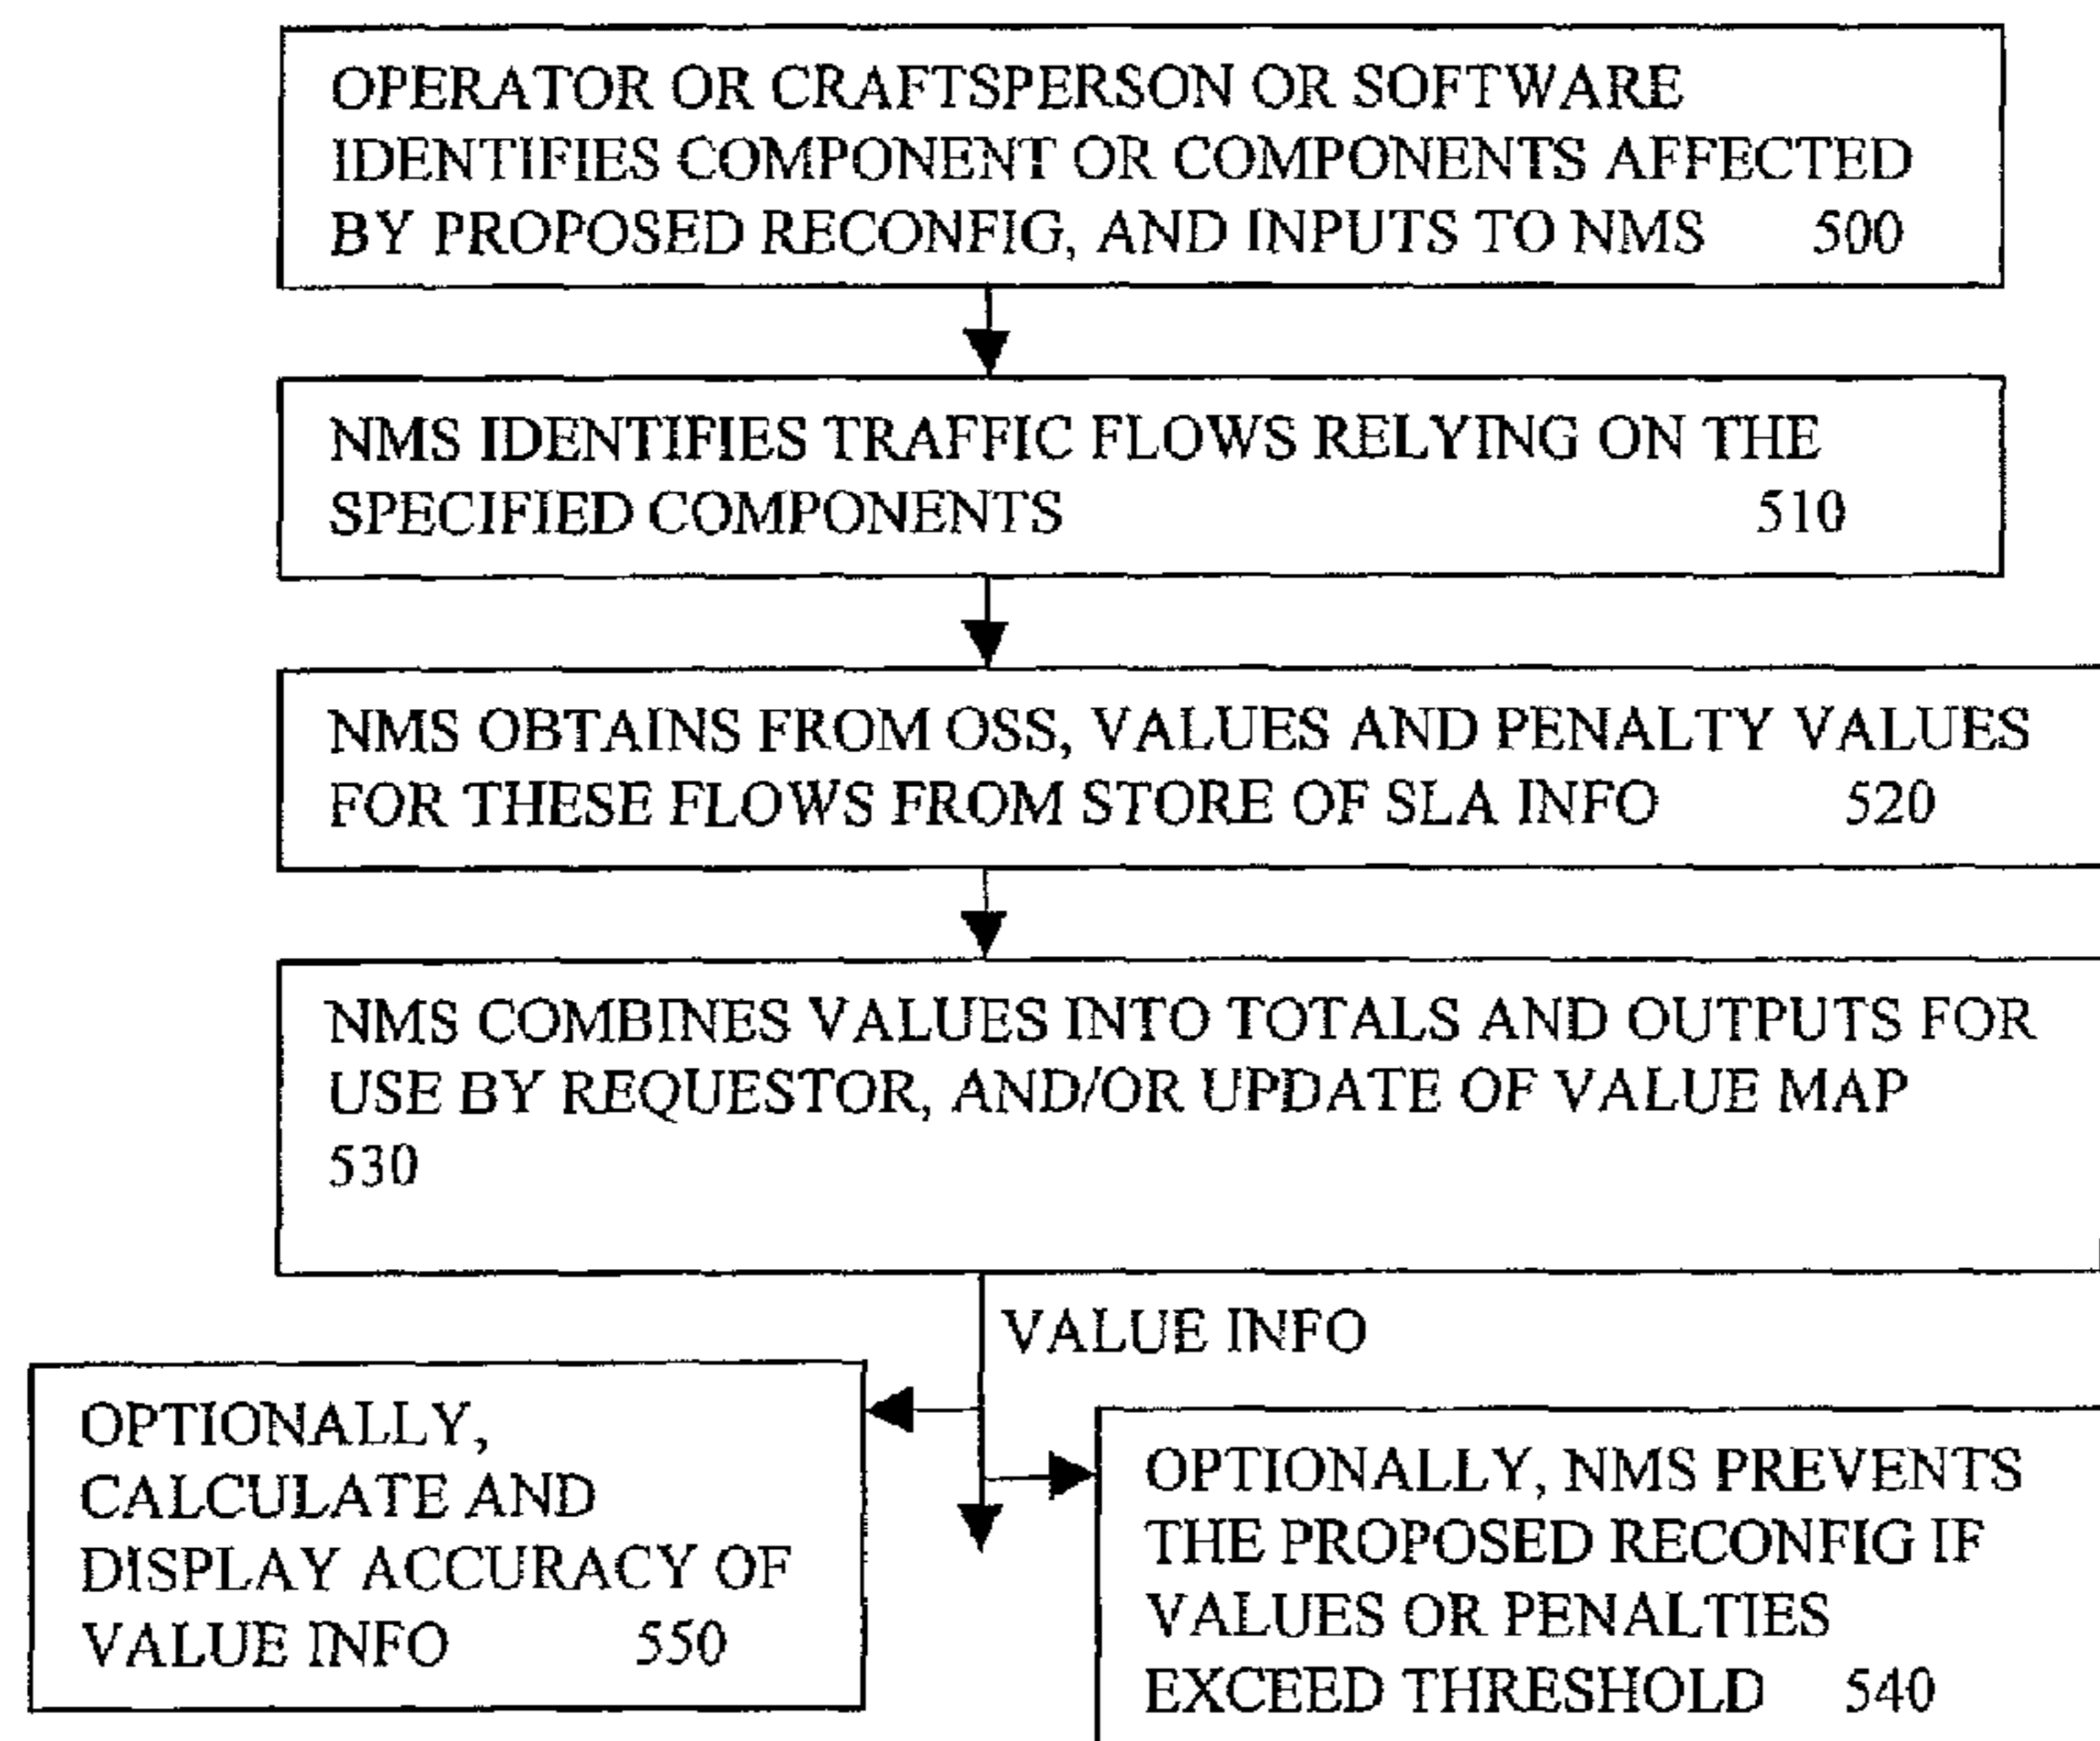 OPERATOR OR CRAFTSPERSON OR SOFTWARE
IDENTIFIES COMPONENT OR COMPONENTS AFFECTED
BY PROPOSED RECONFIG, AND INPUTS TO NMS 500
NMS IDENTIFIES TRAFFIC FLOWS RELYING ON THE
SPECIFIED COMPONENTS 510
NMS OBTAINS FROM OSS, VALUES AND PENALTY VALUES
FOR THESE FLOWS FROM STORE OF SLA INFO 520
NMS COMBINES VALUES INTO TOTALS AND OUTPUTS FOR
USE BY REQUESTOR, AND/OR UPDATE OF VALUE MAP
530
VALUE INFO
OPTIONALLY,
CALCULATE AND
DISPLAY ACCURACY OF
VALUE INFO 550
OPTIONALLY, NMS PREVENTS
THE PROPOSED RECONFIG IF
VALUES OR PENALTIES
EXCEED THRESHOLD 540